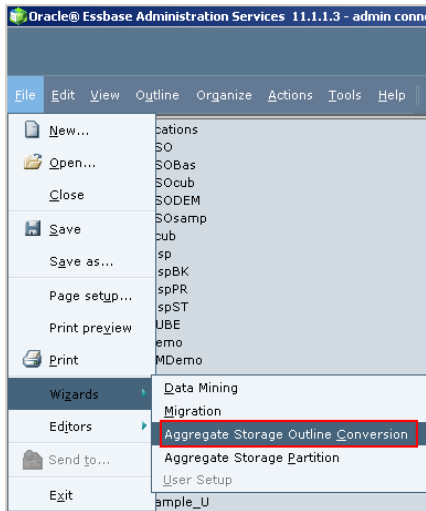 Oracle® Essbase Administration Services 11.1.1.3 - admin conne
File Edit View Outline Organize Actions Tools Help
New...
Open...
Close
Save
Save as...
Page setup...
Print preview
Print
Wizards
Editors
Send to...
Exit
cations
SO
SOBas
SOcub
SODEM
SOsamp
cub
sp
spBK
spPR
spST
UBE
emo
MDemo
Data Mining
Migration
Aggregate Storage Outline Conversion
Aggregate Storage Partition
User Setup
ample_U